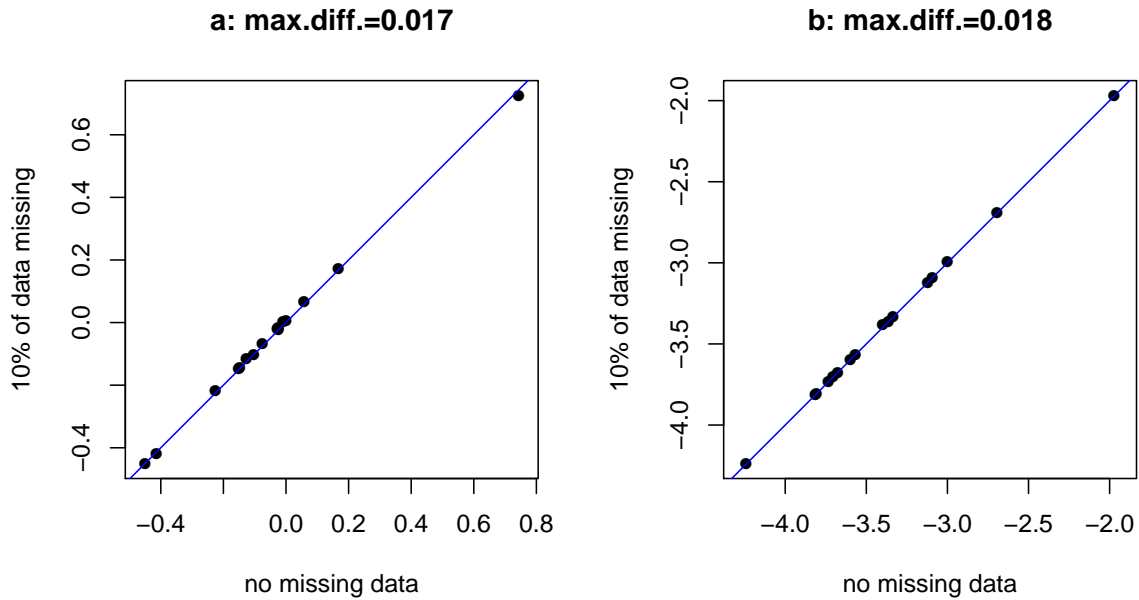 a: max.diff.=0.017
10% of data missing
0.6
0.4
0.2
0.0
−0.4
−0.4 0.0 0.2 0.4 0.6 0.8
no missing data
b: max.diff.=0.018
10% of data missing
−2.0
−2.5
−3.0
−3.5
−4.0
−4.0 −3.5 −3.0 −2.5 −2.0
no missing data